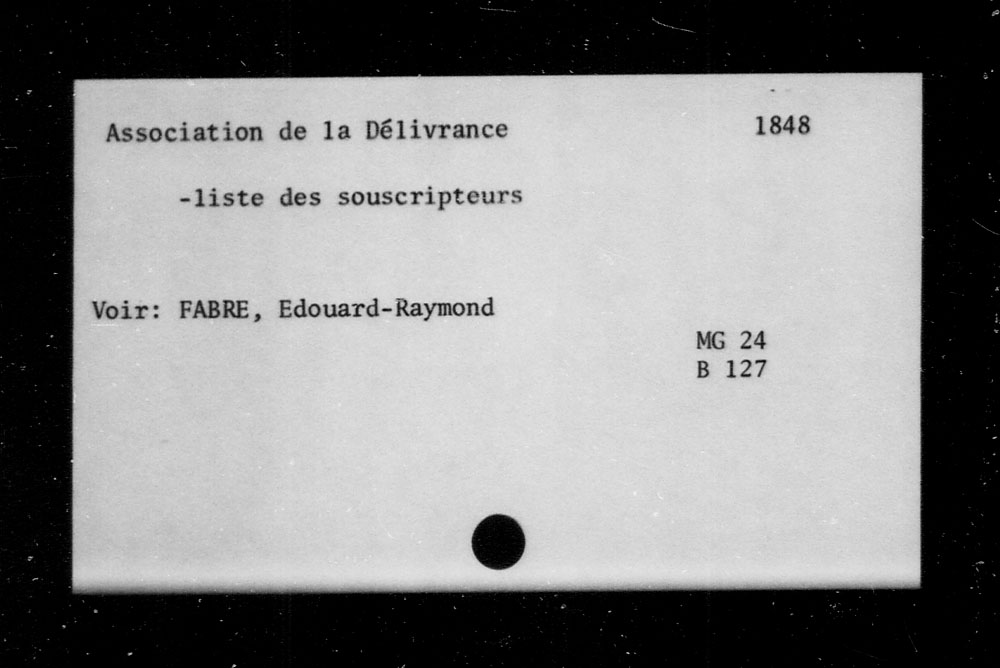 Association de la Délivrance 1848
-liste des souscripteurs
Voir: FABRE, Edouard-Raymond
MG 24
B 127